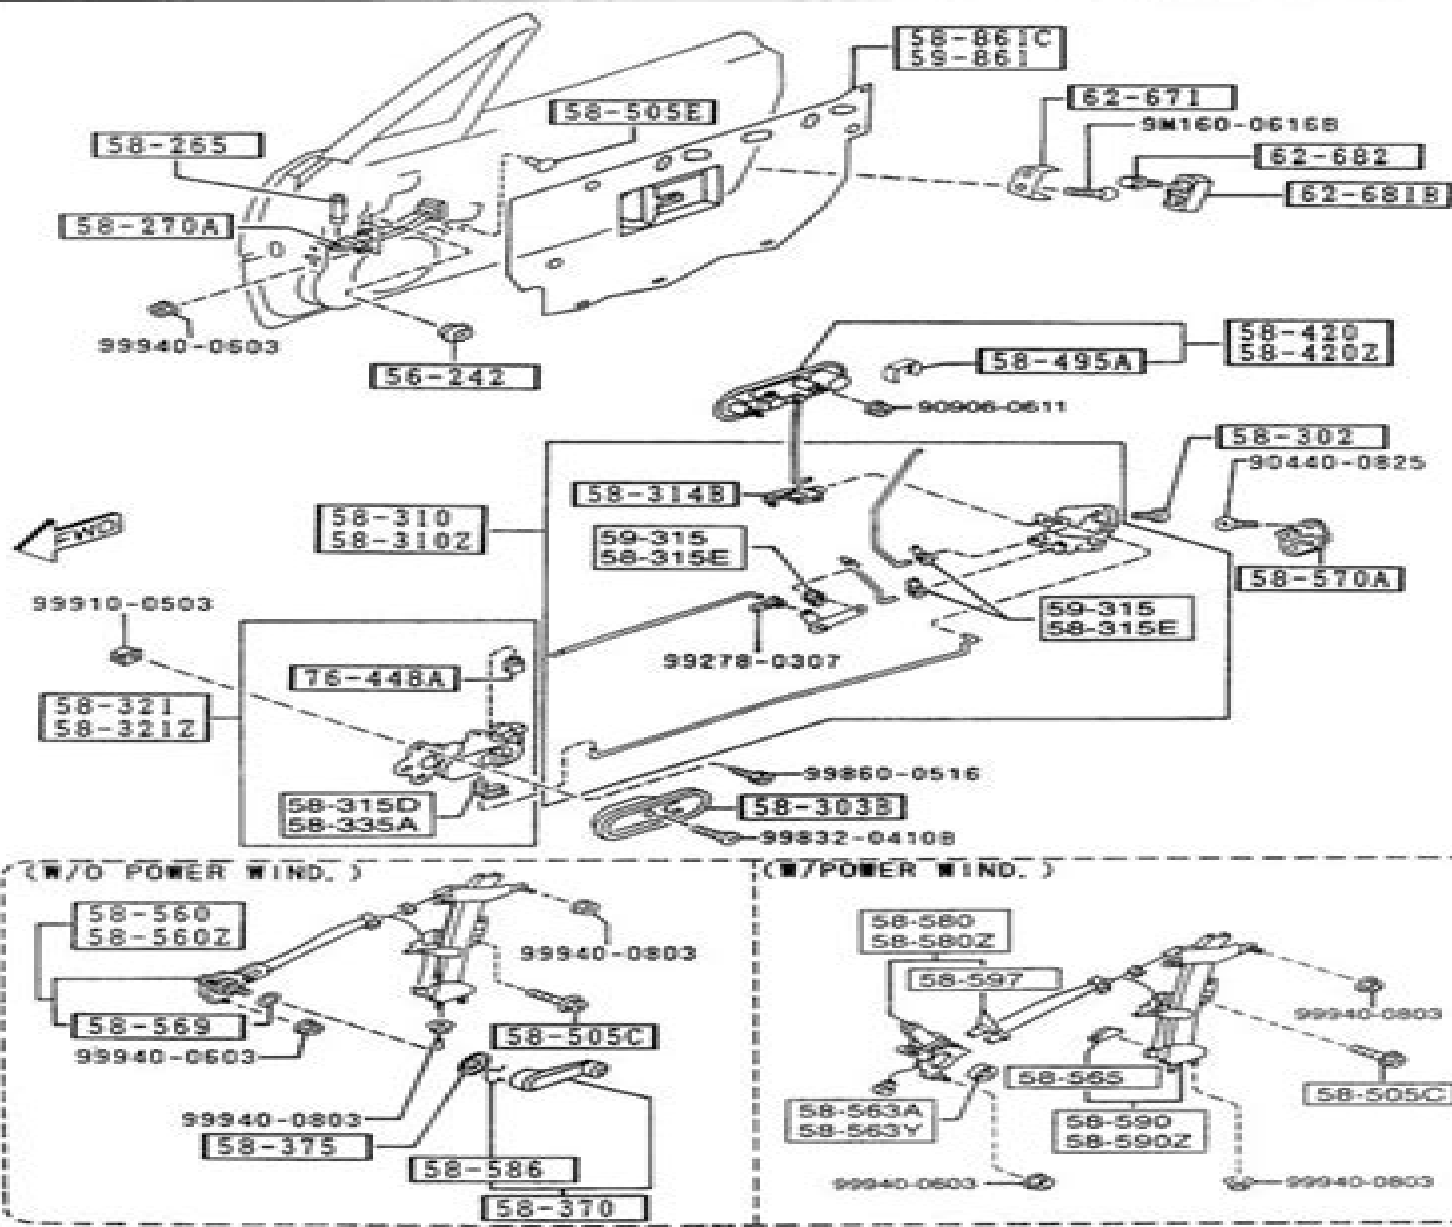 58-861C
59-861
62-671
58-505E
9M160-0616B
58-265
62-682
62-681B
58-270A
99940-0603
56-242
58-420
58-420Z
58-495A
90906-0611
58-302
90440-0825
58-314B
58-310
58-310Z
FWD
59-315
58-315E
58-570A
99910-0503
59-315
58-315E
99278-0307
76-448A
58-321
58-321Z
99860-0516
58-315D
58-335A
58-303B
99832-0410B
(W/O POWER WIND.)
(W/POWER WIND.)
58-560
58-560Z
99940-0803
58-580
58-580Z
58-597
99940-0803
58-569
58-505C
99940-0603
58-565
58-505C
99940-0803
58-563A
58-563Y
58-590
58-590Z
58-375
58-586
99940-0603
99940-0803
58-370